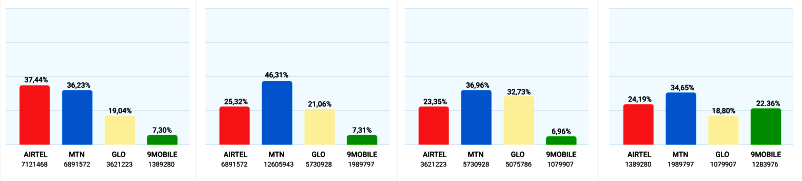 37,44%
36,23%
19,04%
7,30%
AIRTEL MTN GLO 9MOBILE
7121468 6891572 3621223 1389280
46,31%
25,32%
21,06%
7,31%
AIRTEL MTN GLO 9MOBILE
6891572 12605943 5730928 1989797
36,96%
32,73%
23,35%
6,96%
AIRTEL MTN GLO 9MOBILE
3621223 5730928 5075786 1079907
34,65%
24,19%
22.36%
18,80%
AIRTEL MTN GLO 9MOBILE
1389280 1989797 1079907 1283976